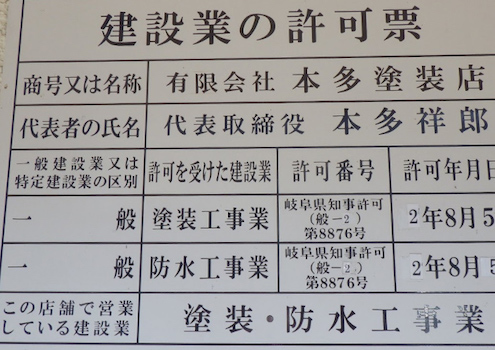 建設業の許可票
商号又は名称 有限会社 本多塗装店
代表者の氏名 代表取締役 本多祥郎
一般建設業又は
特定建設業の区別 許可を受けた建設業 許可番号 許可年月日
一般 塗装工事業 岐阜県知事許可
(般-2)
第8876号 2年8月5
一般 防水工事業 岐阜県知事許可
(般-2)
第8876号 2年8月5
この店舗で営業
している建設業 塗装・防水工事業